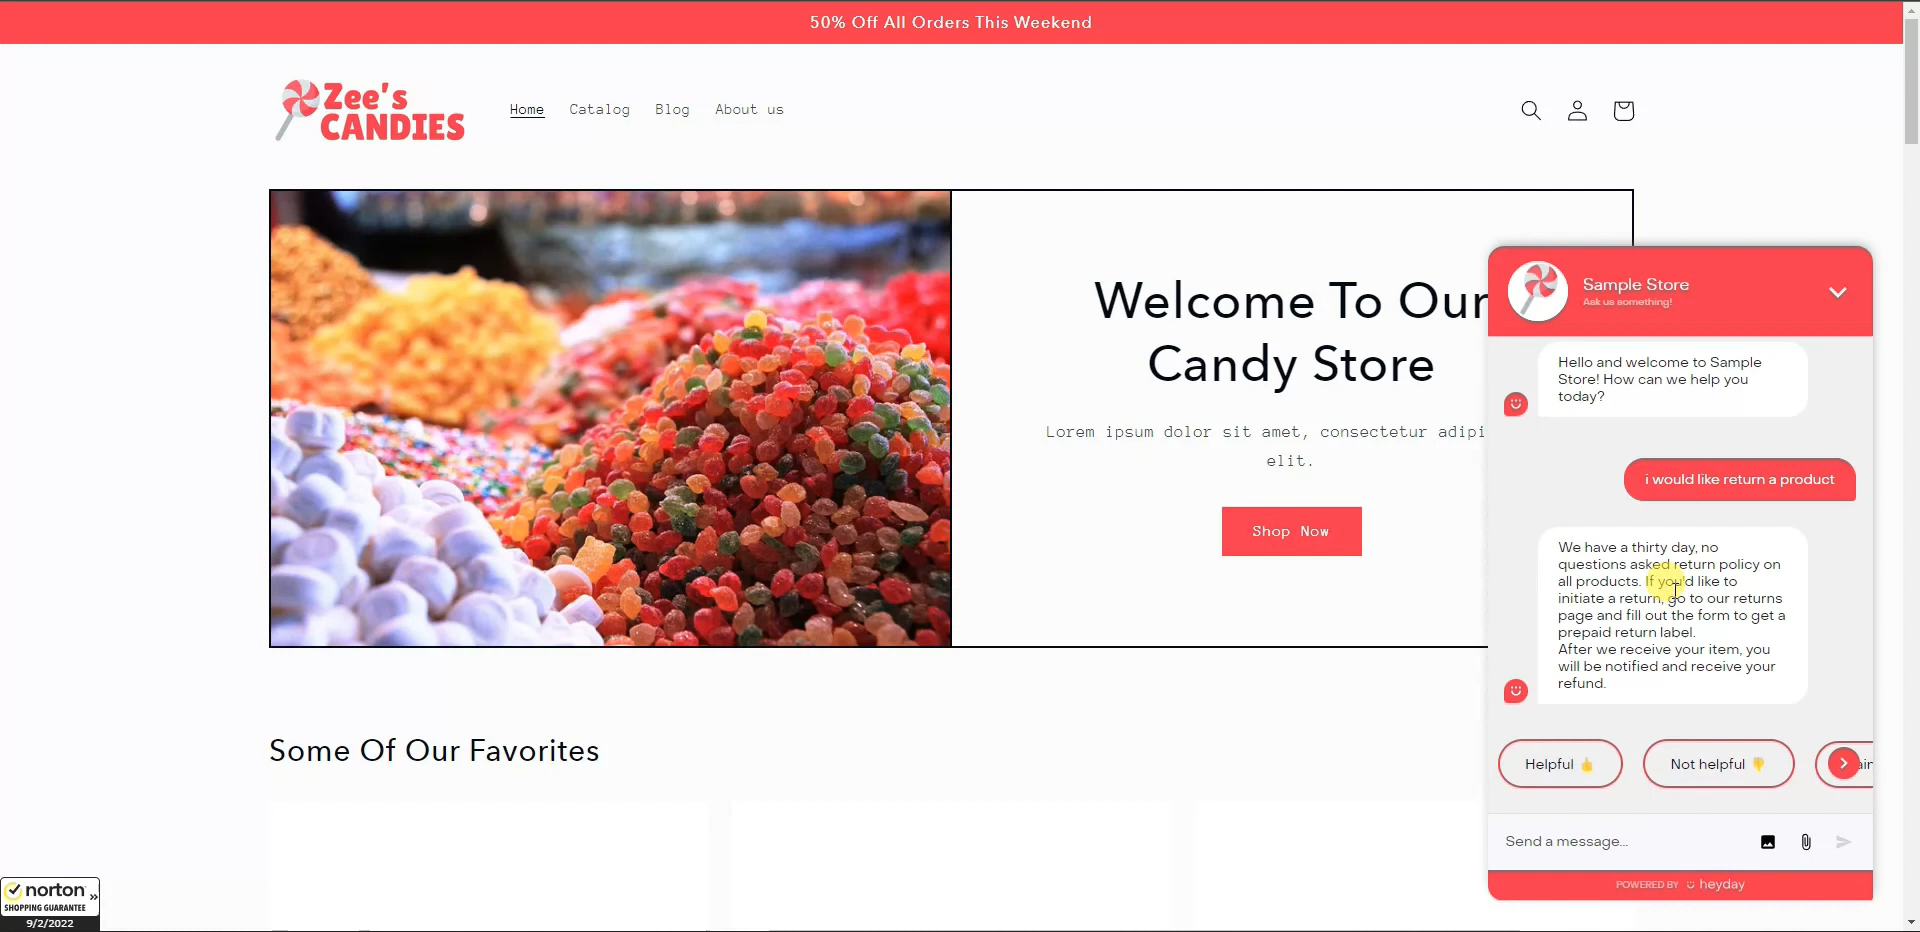 50% Off All Orders This Weekend
Zee's
CANDIES
Home Catalog Blog About us
Welcome To Our
Candy Store
Lorem ipsum dolor sit amet, consectetur
elit.
Shop Now
Some Of Our Favorites
Sample Store
Ask us something!
Hello and welcome to Sample
Store! How can we help you
today?
i would like return a product
We have a thirty day, no
questions asked return policy on
all products. If you'd like to
initiate a return, go to our returns
page and fill out the form to get a
prepaid return label.
After we receive your item, you
will be notified and receive your
refund.
Helpful 👍 Not helpful 👎
Send a message...
POWERED BY heyday
norton »
SHOPPING GUARANTEE
9/2/2022